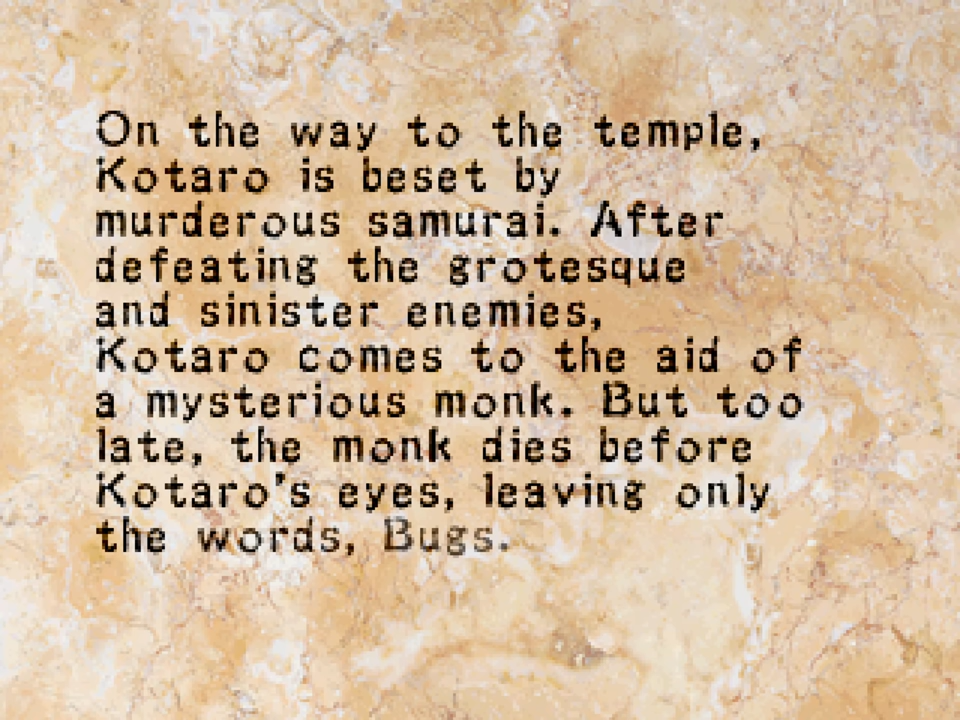 On the way to the temple,
Kotaro is beset by
murderous samurai. After
defeating the grotesque
and sinister enemies,
Kotaro comes to the aid of
a mysterious monk. But too
late, the monk dies before
Kotaro's eyes, leaving only
the words, Bugs.